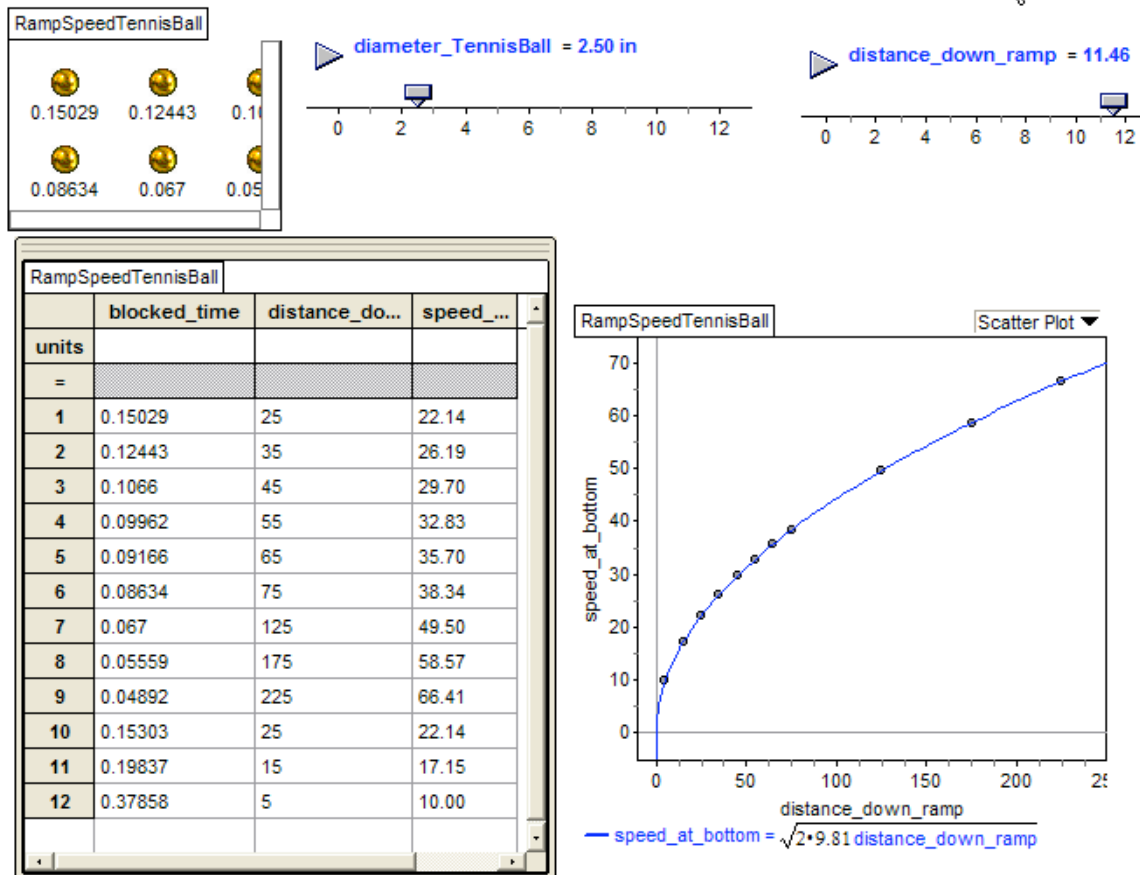 RampSpeedTennisBall
0.15029 0.12443 0.10
0.08634 0.067 0.05
diameter_TennisBall = 2.50 in
0 2 4 6 8 10 12
distance_down_ramp = 11.46
0 2 4 6 8 10 12
RampSpeedTennisBall
blocked_time distance_do... speed_...
units
=
1 0.15029 25 22.14
2 0.12443 35 26.19
3 0.1066 45 29.70
4 0.09962 55 32.83
5 0.09166 65 35.70
6 0.08634 75 38.34
7 0.067 125 49.50
8 0.05559 175 58.57
9 0.04892 225 66.41
10 0.15303 25 22.14
11 0.19837 15 17.15
12 0.37858 5 10.00
RampSpeedTennisBall Scatter Plot
speed_at_bottom
70
60
50
40
30
20
10
0
0 50 100 150 200 25
distance_down_ramp
speed_at_bottom = √2•9.81 distance_down_ramp